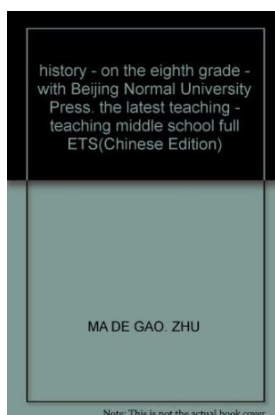 history - on the eighth grade -
with Beijing Normal University
Press. the latest teaching -
teaching middle school full
ETS(Chinese Edition)
MA DE GAO. ZHU
Note: This is not the actual book cover